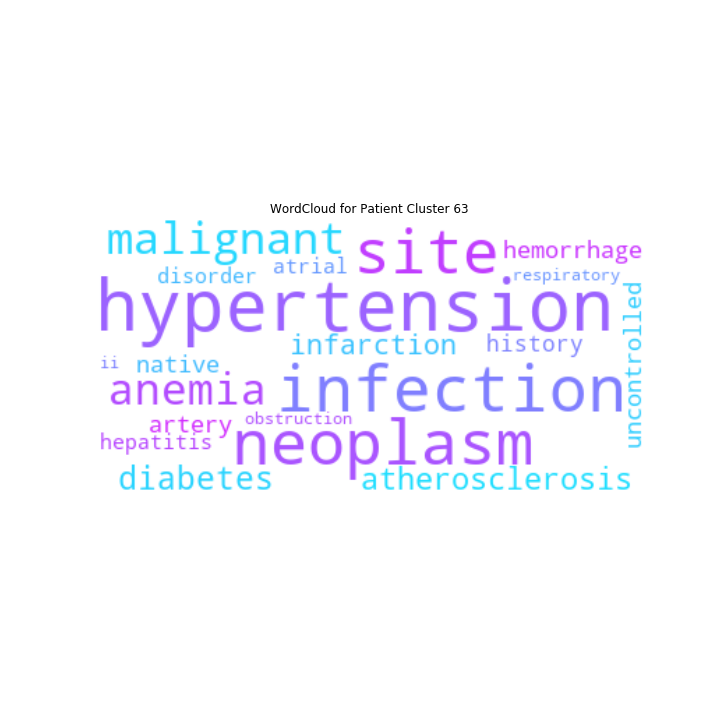 WordCloud for Patient Cluster 63
malignant
site
hemorrhage
disorder
atrial
respiratory
hypertension
uncontrolled
infarction
history
ii
native
anemia
infection
artery
obstruction
hepatitis
neoplasm
diabetes
atherosclerosis